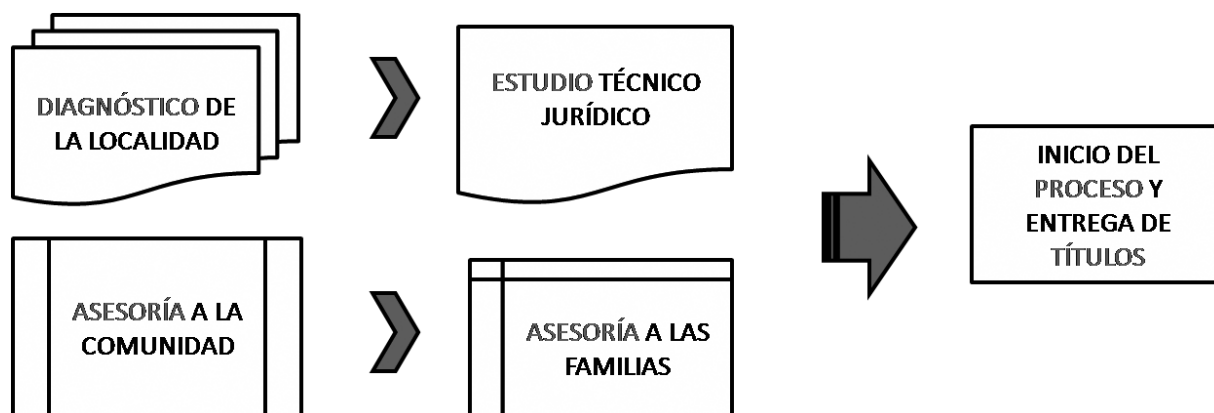 DIAGNÓSTICO DE
LA LOCALIDAD
ESTUDIO TÉCNICO
JURÍDICO
INICIO DEL
PROCESO Y
ENTREGA DE
TÍTULOS
ASESORÍA A LA
COMUNIDAD
ASESORÍA A LAS
FAMILIAS